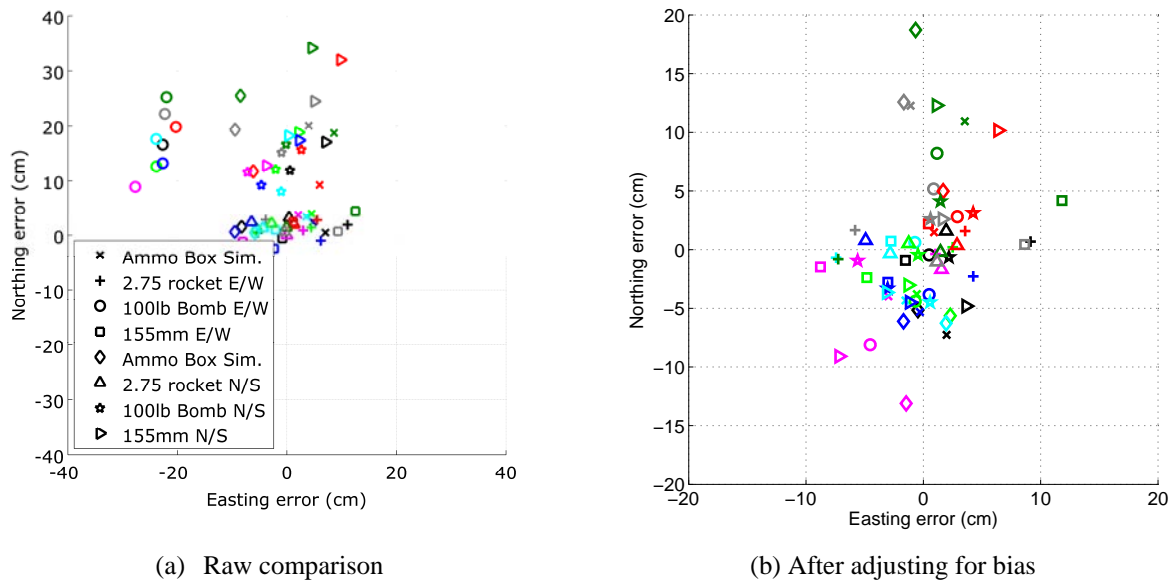 40
30
20
10
0
-10
-20
-30
-40
Northing error (cm)
Ammo Box Sim.
2.75 rocket E/W
100lb Bomb E/W
155mm E/W
Ammo Box Sim.
2.75 rocket N/S
100lb Bomb N/S
155mm N/S
-40 -20 0 20 40
Easting error (cm)
(a) Raw comparison
20
15
10
5
0
−5
−10
−15
−20
Northing error (cm)
−20 −10 0 10 20
Easting error (cm)
(b) After adjusting for bias